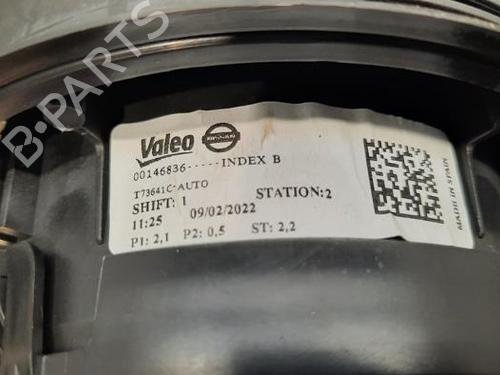 B-PARTS
Valeo NISSAN
00146836-----INDEX B
T73641C-AUTO
SHIFT: 1 STATION:2
11:25 09/02/2022
P1: 2,1 P2: 0,5 ST: 2,2
MADE IN SPAIN